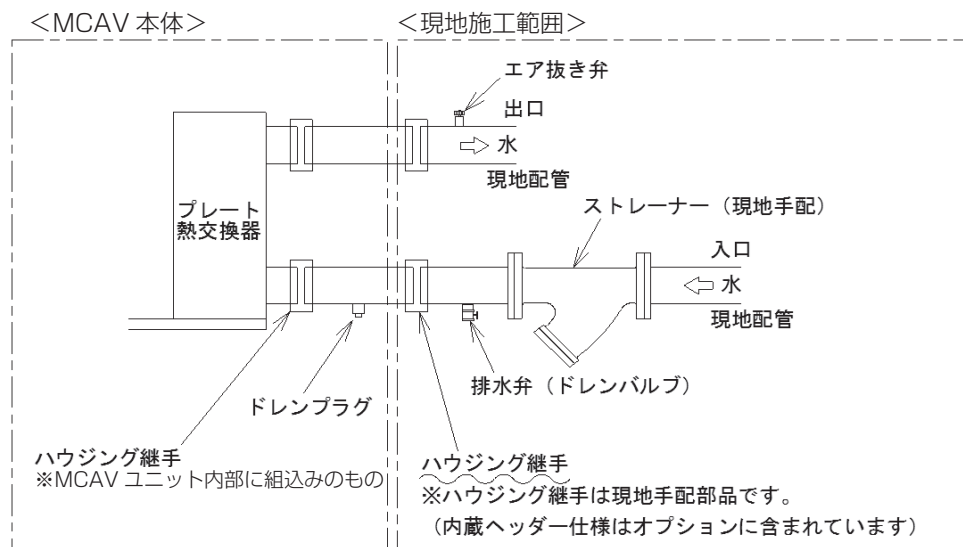 ＜MCAV 本体＞
＜現地施工範囲＞
エア抜き弁
出口
水
現地配管
プレート
熱交換器
ストレーナー（現地手配）
入口
水
現地配管
ドレンプラグ
排水弁（ドレンバルブ）
ハウジング継手
※MCAV ユニット内部に組込みのもの
ハウジング継手
※ハウジング継手は現地手配部品です。
（内蔵ヘッダー仕様はオプションに含まれています）